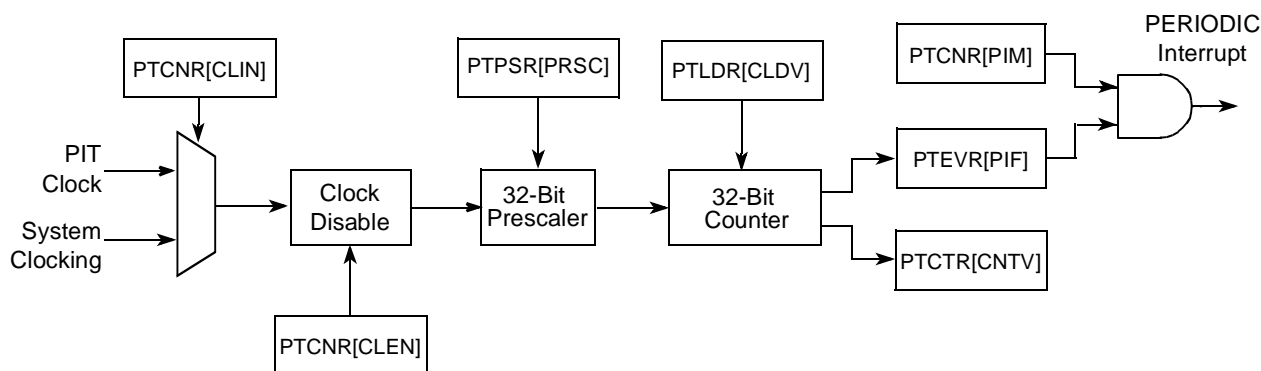 PERIODIC
Interrupt
PTCNR[CLIN]
PTPSR[PRSC]
PTLDR[CLDV]
PTCNR[PIM]
PIT
Clock
System
Clocking
Clock
Disable
32-Bit
Prescaler
32-Bit
Counter
PTEVR[PIF]
PTCTR[CNTV]
PTCNR[CLEN]